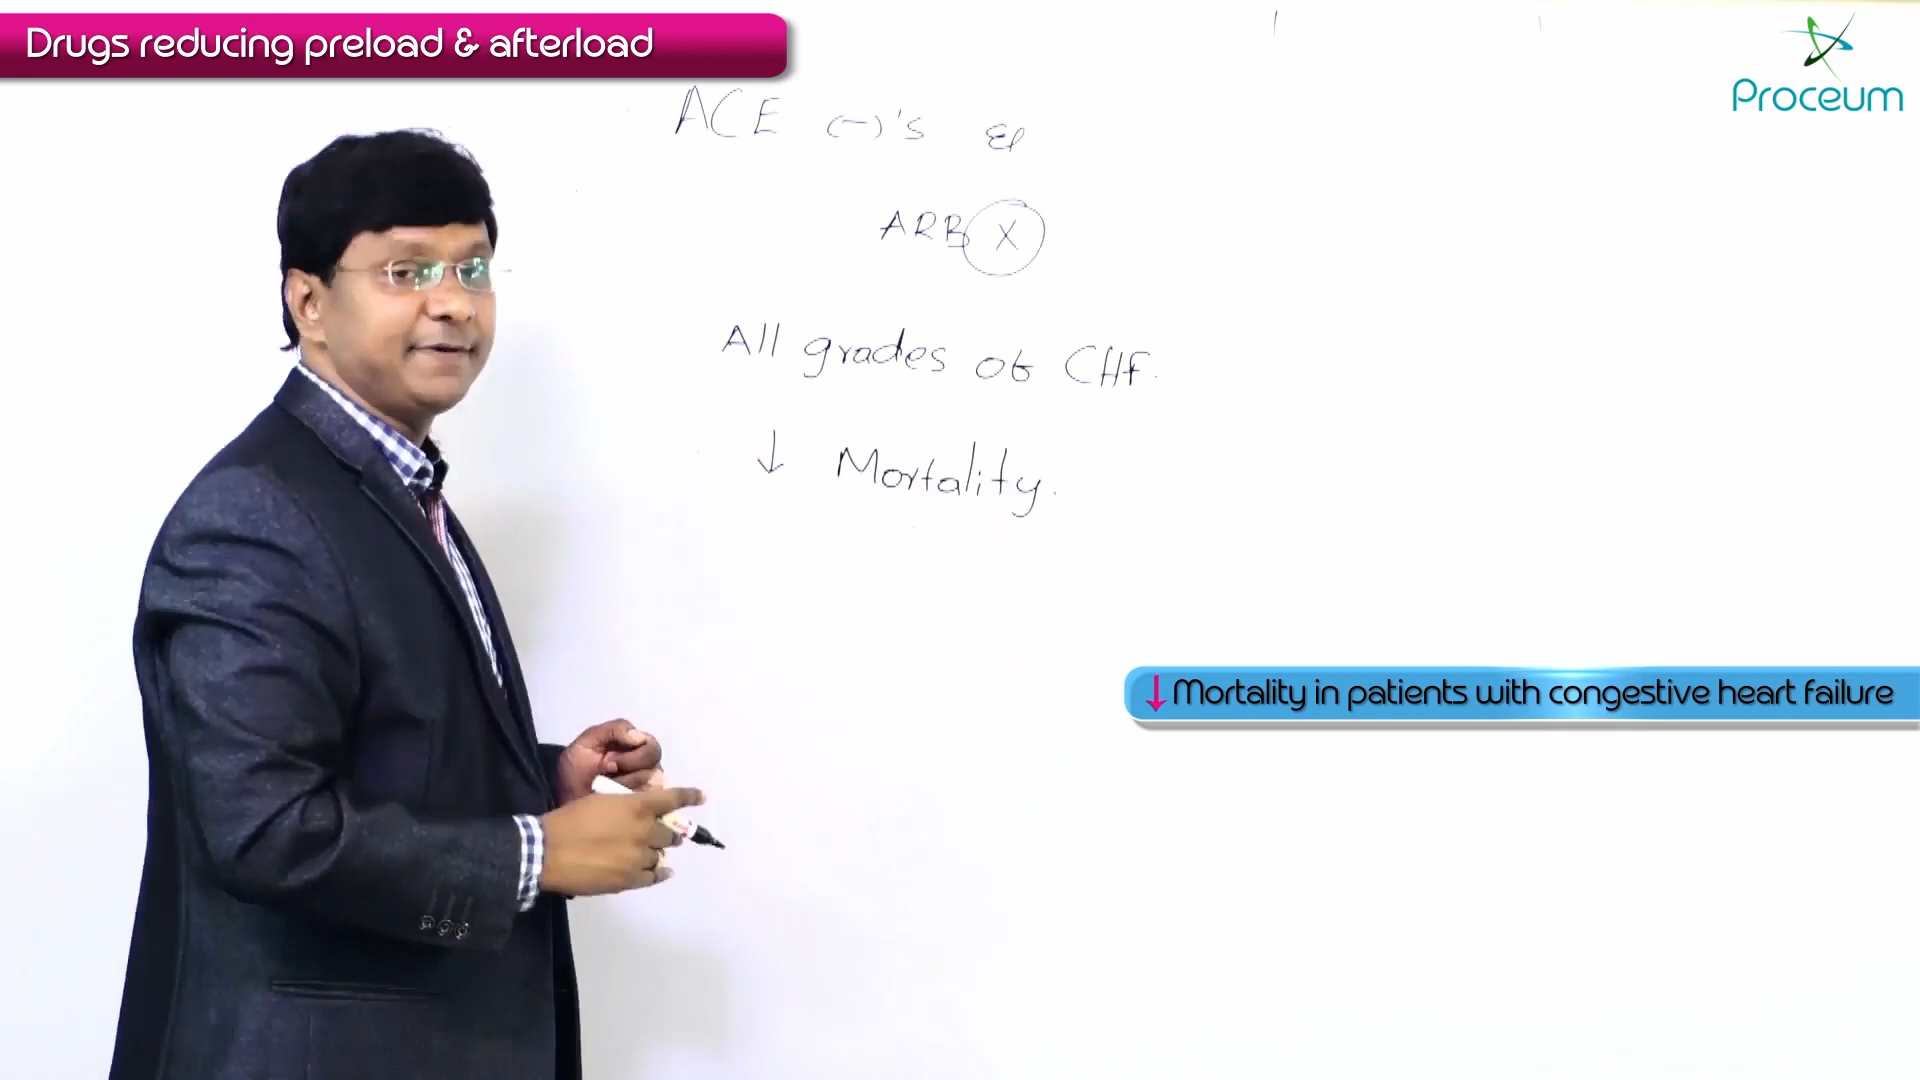 Drugs reducing preload & afterload
Proceum
ACE (-)'s &
ARB X
All grades of CHF.
↓ Mortality.
↓ Mortality in patients with congestive heart failure